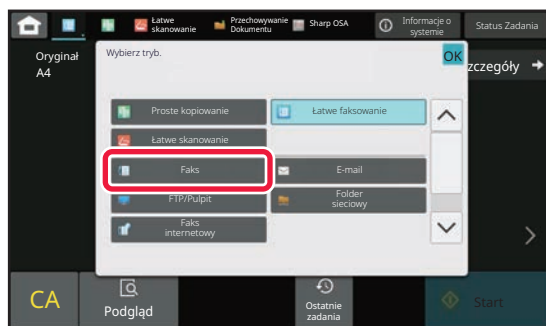 Łatwe skanowanie
Przechowywanie Dokumentu
Sharp OSA
Informacje o systemie
Status Zadania
Oryginał
A4
Wybierz tryb.
OK
zczegóły
Proste kopiowanie
Łatwe faksowanie
Łatwe skanowanie
Faks
E-mail
FTP/Pulpit
Folder sieciowy
Faks internetowy
CA
Podgląd
Ostatnie zadania
Start